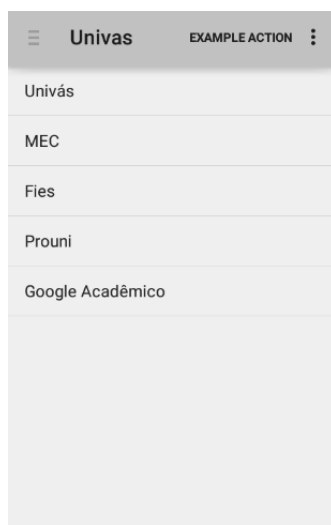 Univas EXAMPLE ACTION
Univás
MEC
Fies
Prouni
Google Acadêmico